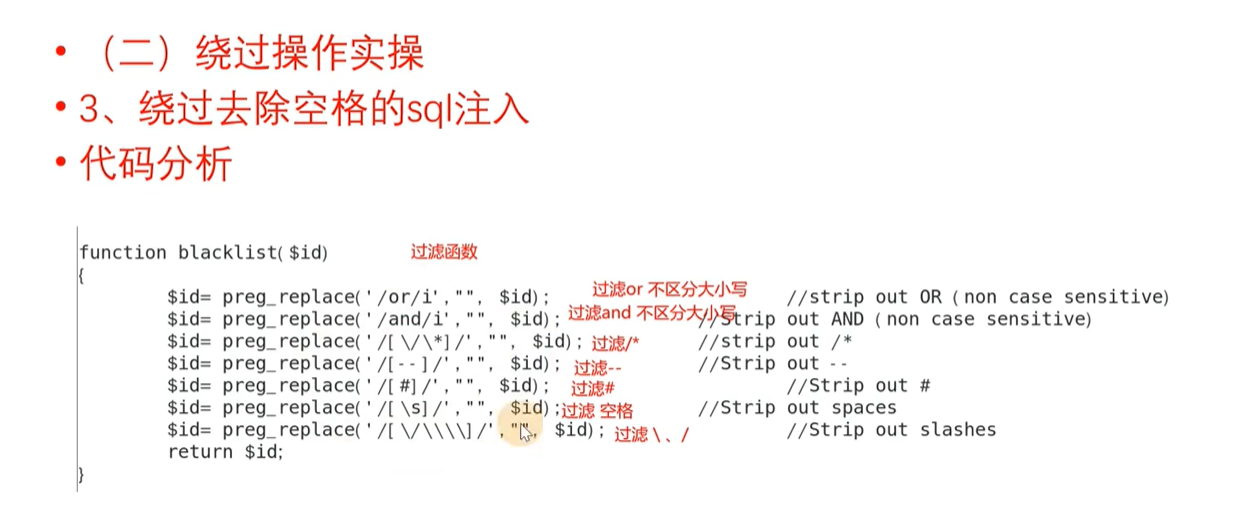 （二）绕过操作实操
3、绕过去除空格的sql注入
代码分析
function blacklist($id) 过滤函数
{
$id= preg_replace('/or/i',"", $id); 过滤or 不区分大小写 //strip out OR (non case sensitive)
$id= preg_replace('/and/i',"", $id); 过滤and 不区分大小写 //Strip out AND (non case sensitive)
$id= preg_replace('/[\/\*]/',"", $id); 过滤/* //strip out /*
$id= preg_replace('/[--]/',"", $id); 过滤-- //Strip out --
$id= preg_replace('/[#]/',"", $id); 过滤# //Strip out #
$id= preg_replace('/[\s]/',"", $id); 过滤 空格 //Strip out spaces
$id= preg_replace('/[\/\\\\]/',"", $id); 过滤 \ 、/ //Strip out slashes
return $id;
}